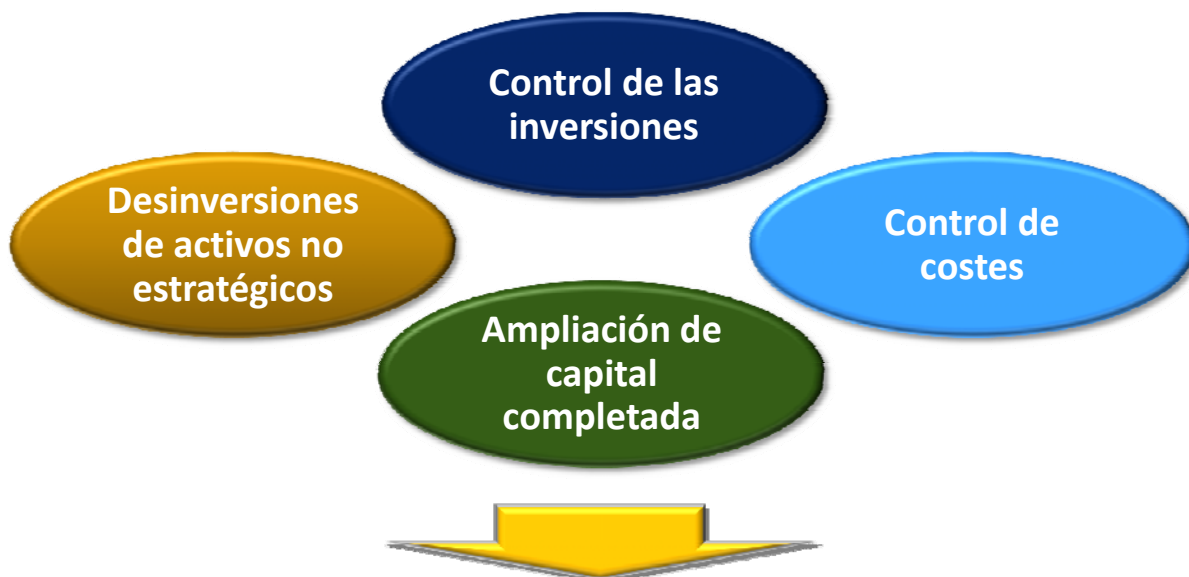 Control de las
inversiones
Desinversiones
de activos no
estratégicos
Control de
costes
Ampliación de
capital
completada